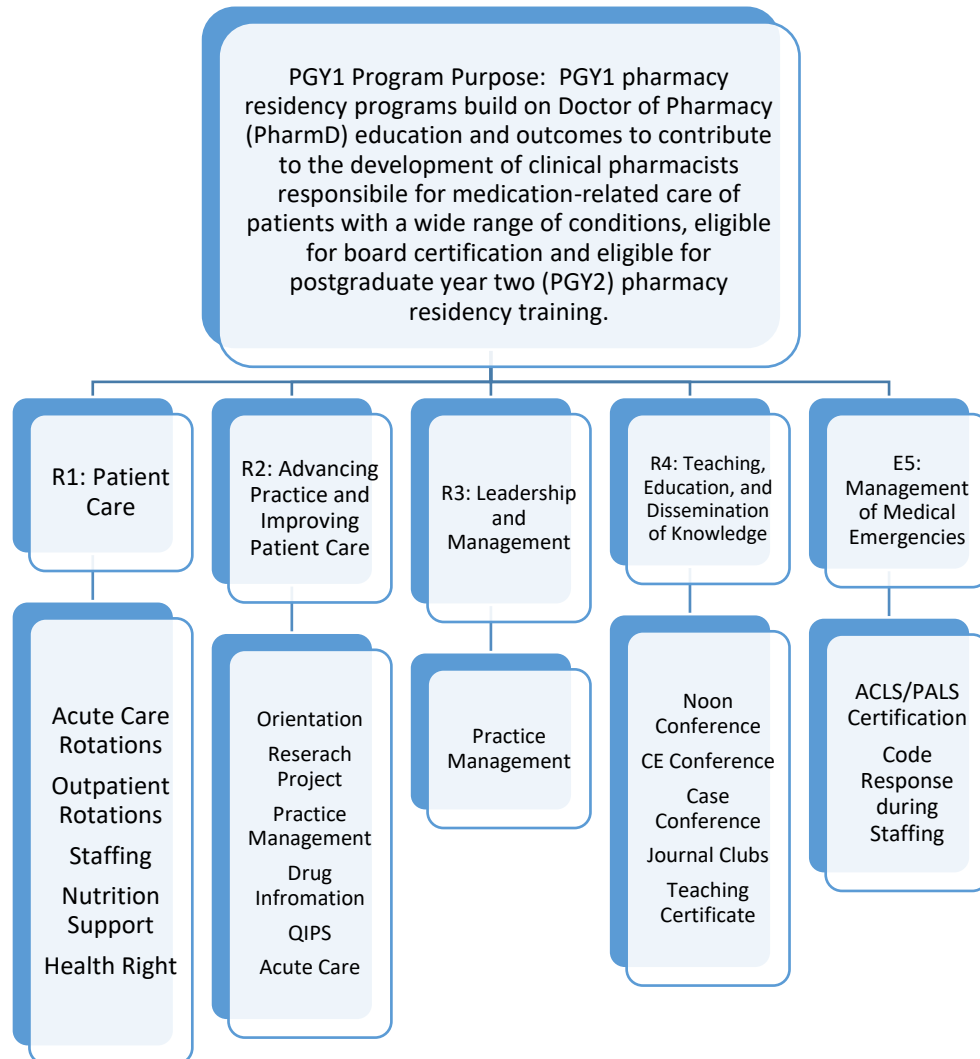 PGY1 Program Purpose:  PGY1 pharmacy
residency programs build on Doctor of Pharmacy
(PharmD) education and outcomes to contribute
to the development of clinical pharmacists
responsibile for medication-related care of
patients with a wide range of conditions, eligible
for board certification and eligible for
postgraduate year two (PGY2) pharmacy
residency training.
R1: Patient
Care
Acute Care
Rotations
Outpatient
Rotations
Staffing
Nutrition
Support
Health Right
R2: Advancing
Practice and
Improving
Patient Care
Orientation
Reserach
Project
Practice
Management
Drug
Infromation
QIPS
Acute Care
R3: Leadership
and
Management
Practice
Management
R4: Teaching,
Education, and
Dissemination
of Knowledge
Noon
Conference
CE Conference
Case
Conference
Journal Clubs
Teaching
Certificate
E5:
Management
of Medical
Emergencies
ACLS/PALS
Certification
Code
Response
during
Staffing